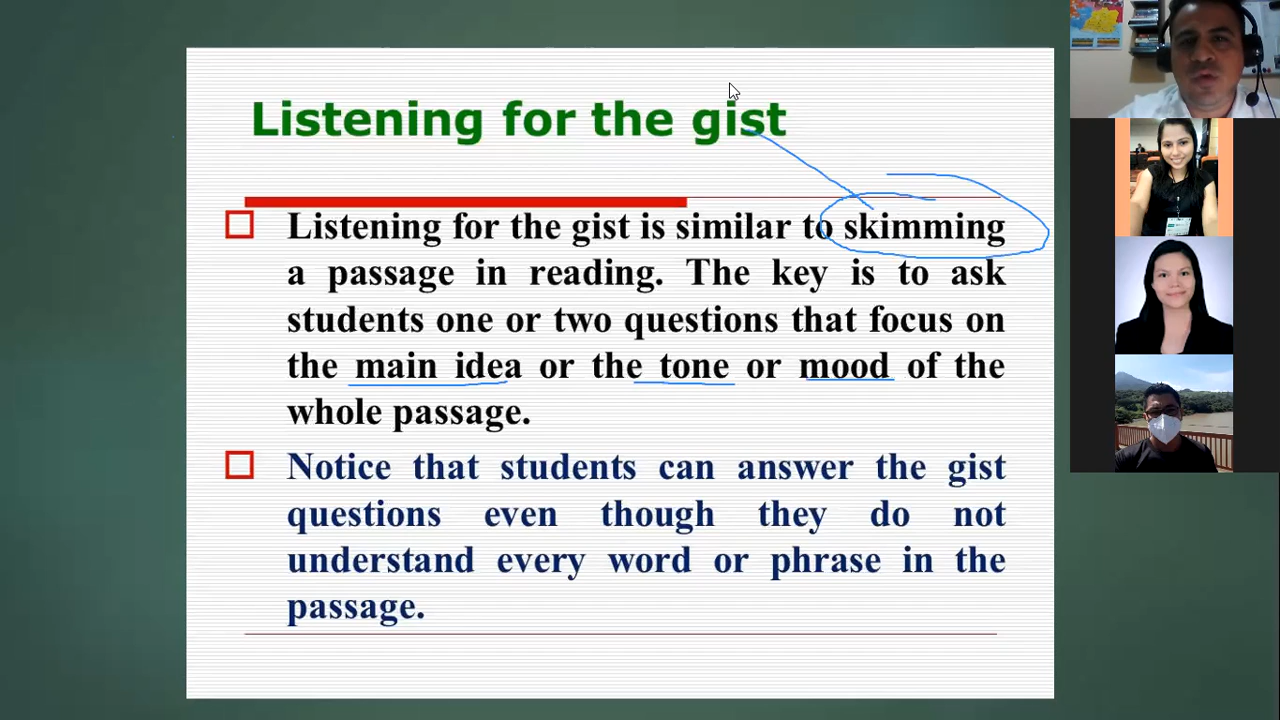 Listening for the gist
Listening for the gist is similar to skimming
a passage in reading. The key is to ask
students one or two questions that focus on
the main idea or the tone or mood of the
whole passage.
Notice that students can answer the gist
questions even though they do not
understand every word or phrase in the
passage.